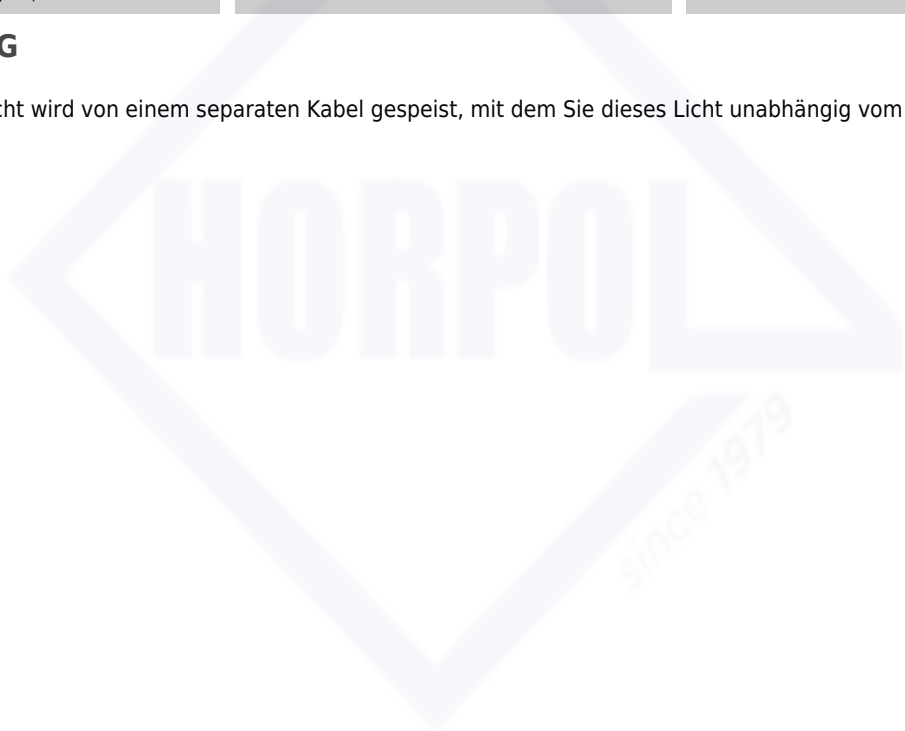 G
cht wird von einem separaten Kabel gespeist, mit dem Sie dieses Licht unabhängig vom
HORPOL
since 1979